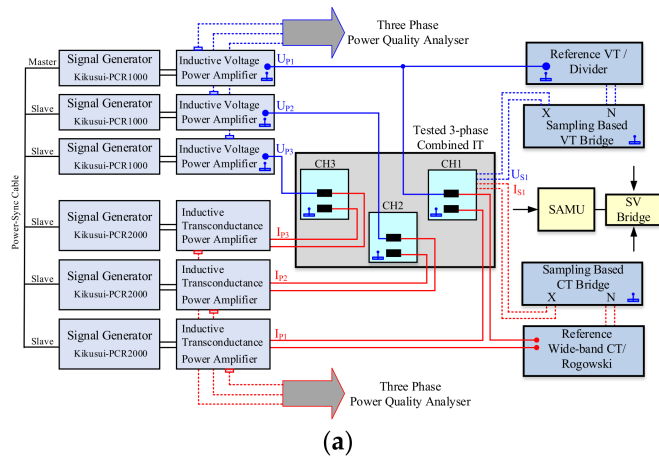 Three Phase
Power Quality Analyser
Master
Signal Generator
Kikusui-PCR1000
Inductive Voltage
Power Amplifier
UP1
Reference VT /
Divider
Slave
Signal Generator
Kikusui-PCR1000
Inductive Voltage
Power Amplifier
UP2
X
N
Sampling Based
VT Bridge
Slave
Signal Generator
Kikusui-PCR1000
Inductive Voltage
Power Amplifier
UP3
Tested 3-phase
Combined IT
CH3
CH1
CH2
US1
IS1
SAMU
SV
Bridge
Power-Sync Cable
Slave
Signal Generator
Kikusui-PCR2000
Inductive
Transconductance
Power Amplifier
IP3
Slave
Signal Generator
Kikusui-PCR2000
Inductive
Transconductance
Power Amplifier
IP2
Sampling Based
CT Bridge
X
N
Slave
Signal Generator
Kikusui-PCR2000
Inductive
Transconductance
Power Amplifier
IP1
Reference
Wide-band CT/
Rogowski
Three Phase
Power Quality Analyser
(a)